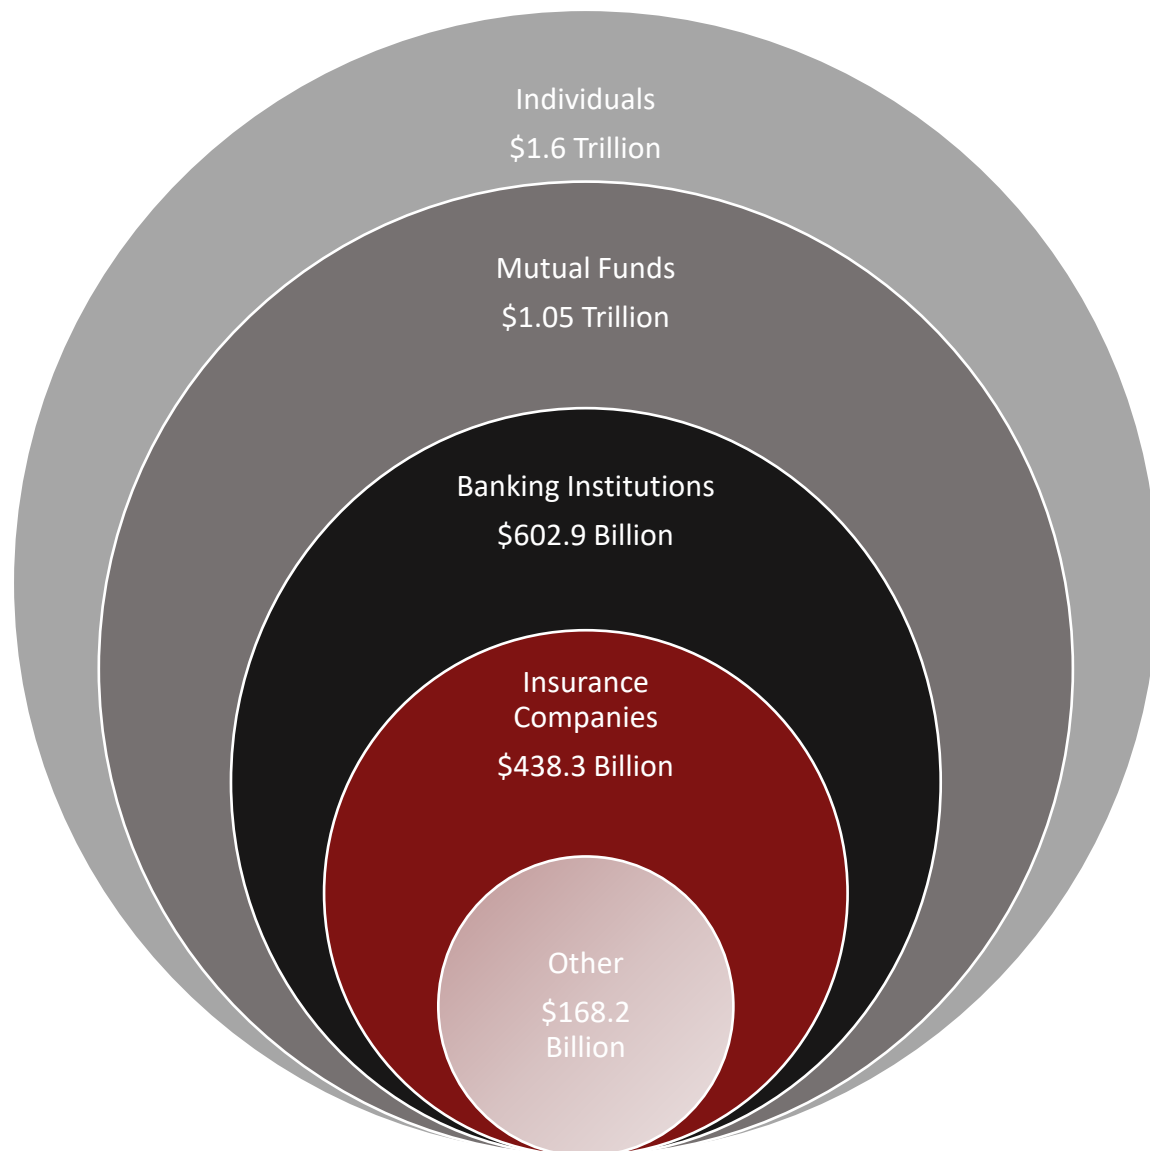 Individuals
$1.6 Trillion
Mutual Funds
$1.05 Trillion
Banking Institutions
$602.9 Billion
Insurance
Companies
$438.3 Billion
Other
$168.2
Billion